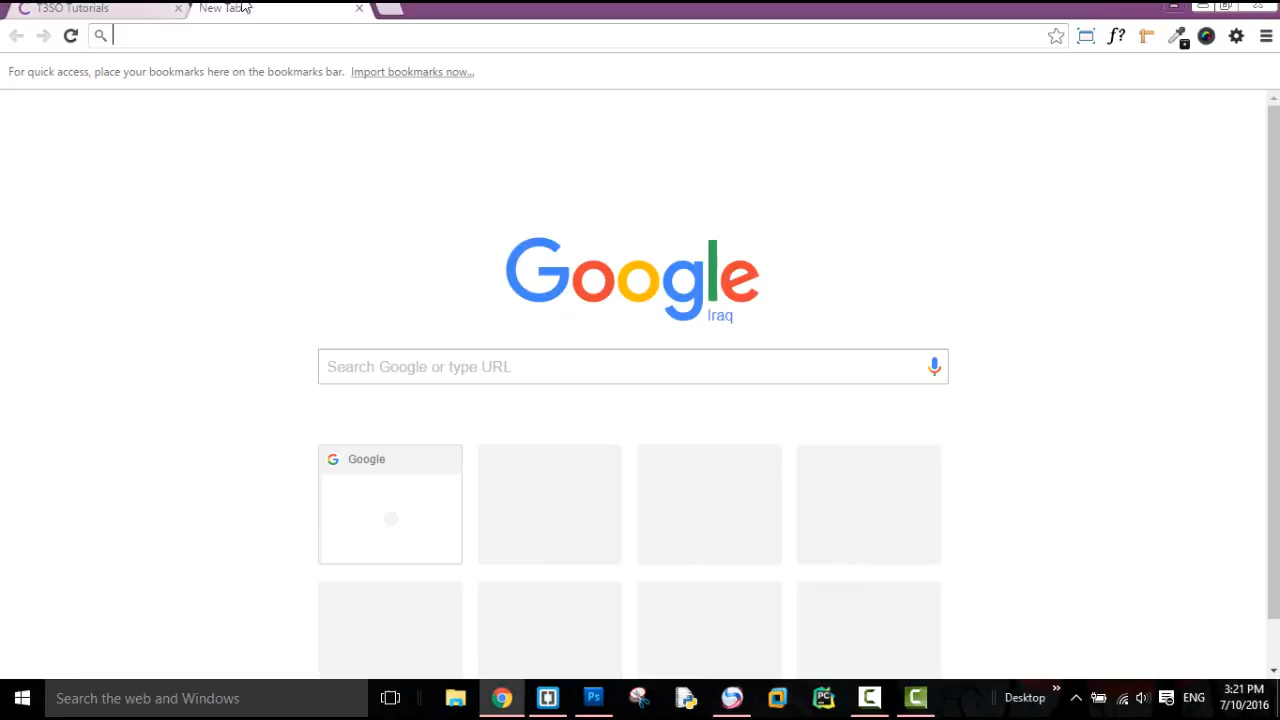 T3SO Tutorials
New Tab
For quick access, place your bookmarks here on the bookmarks bar. Import bookmarks now...
f?
Google
Iraq
Search Google or type URL
Google
Search the web and Windows
Ps
PC
Desktop
ENG
3:21 PM
7/10/2016